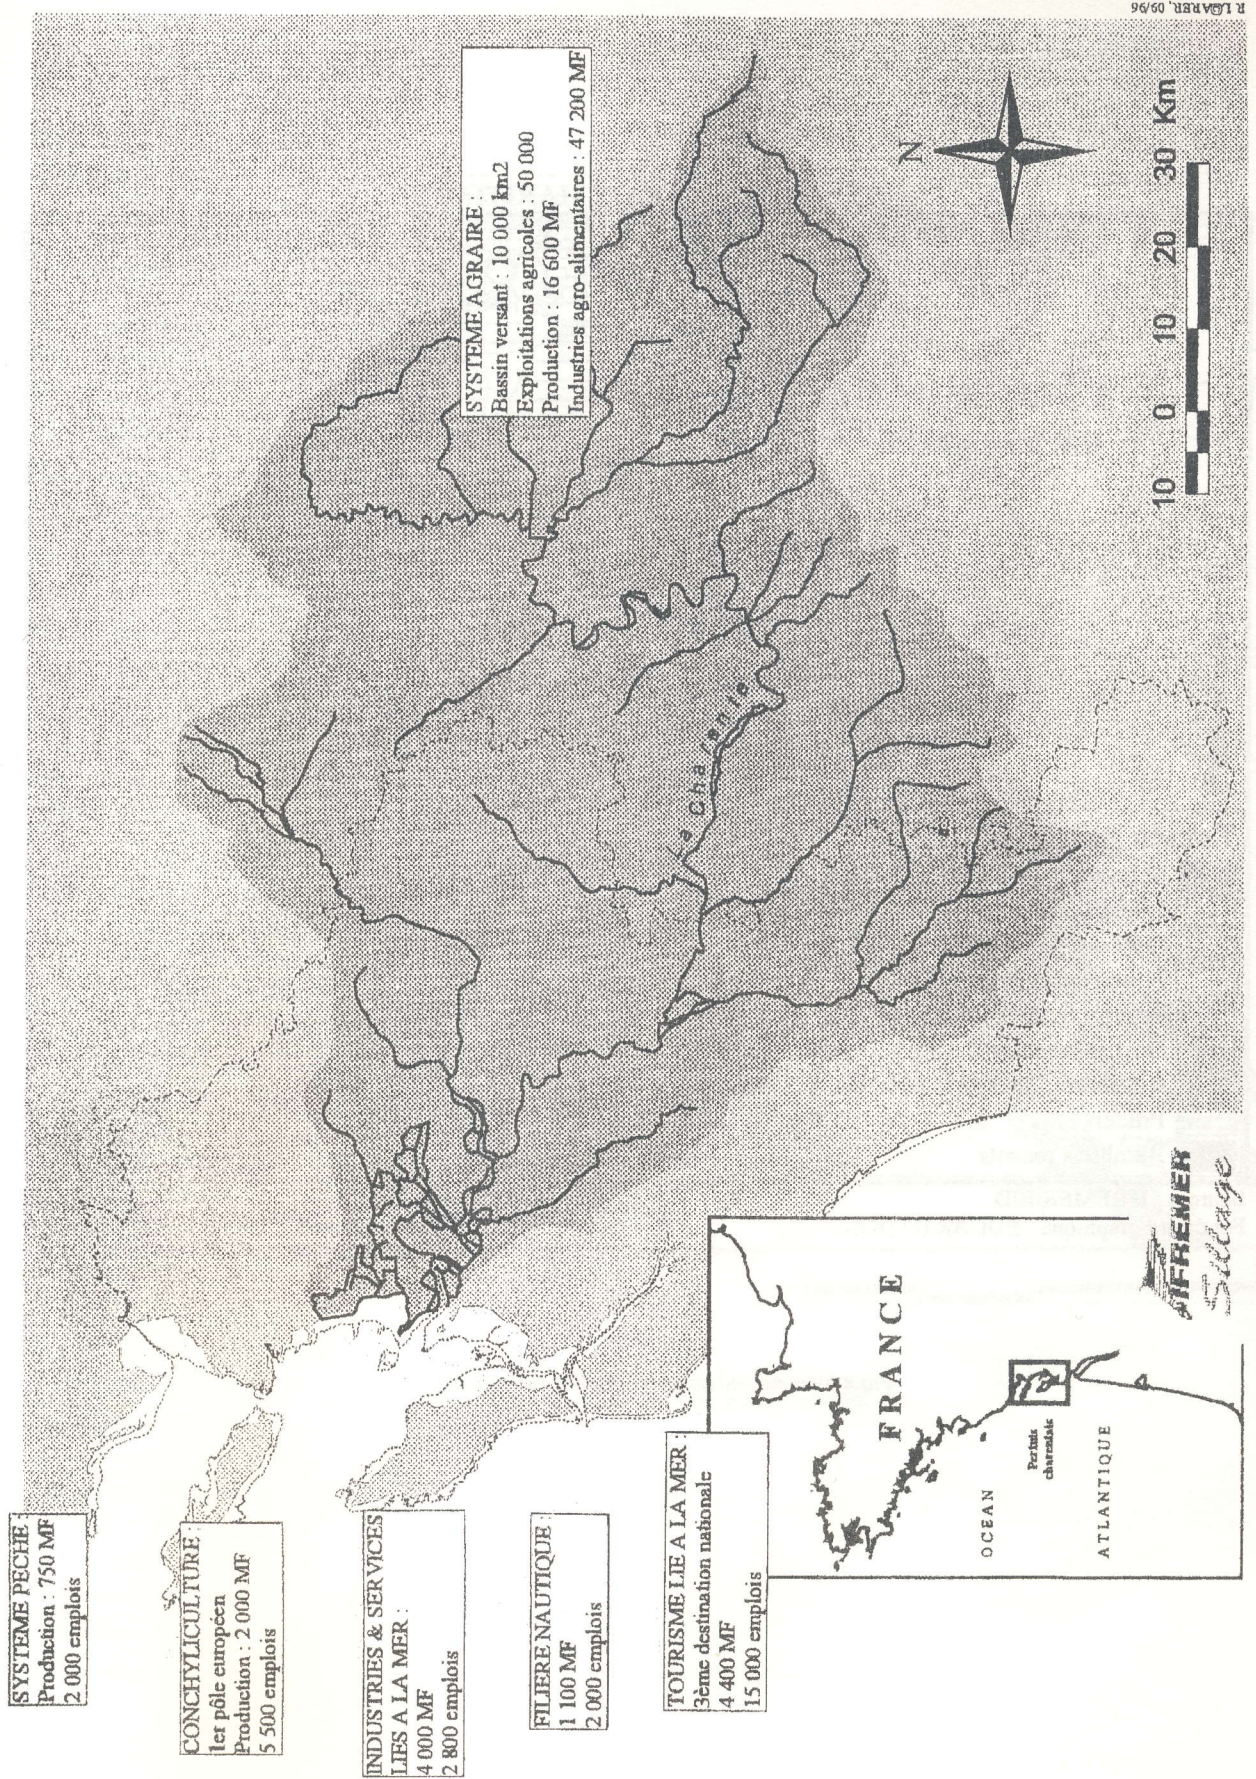 SYSTEME PECHE :
Production : 750 MF
2 000 emplois
CONCHYLICULTURE :
1er pôle européen
Production : 2 000 MF
5 500 emplois
INDUSTRIES & SERVICES
LIES A LA MER :
4 000 MF
2 800 emplois
FILIERE NAUTIQUE :
1 100 MF
2 000 emplois
TOURISME LIE A LA MER :
3ème destination nationale
4 400 MF
15 000 emplois
SYSTEME AGRAIRE :
Bassin versant : 10 000 km2
Exploitations agricoles : 50 000
Production : 16 600 MF
Industries agro-alimentaires : 47 200 MF
La Charente
N
10 0 10 20 30 Km
FRANCE
OCEAN
ATLANTIQUE
Pertuis
charentais
IFREMER
Sillage
09/96